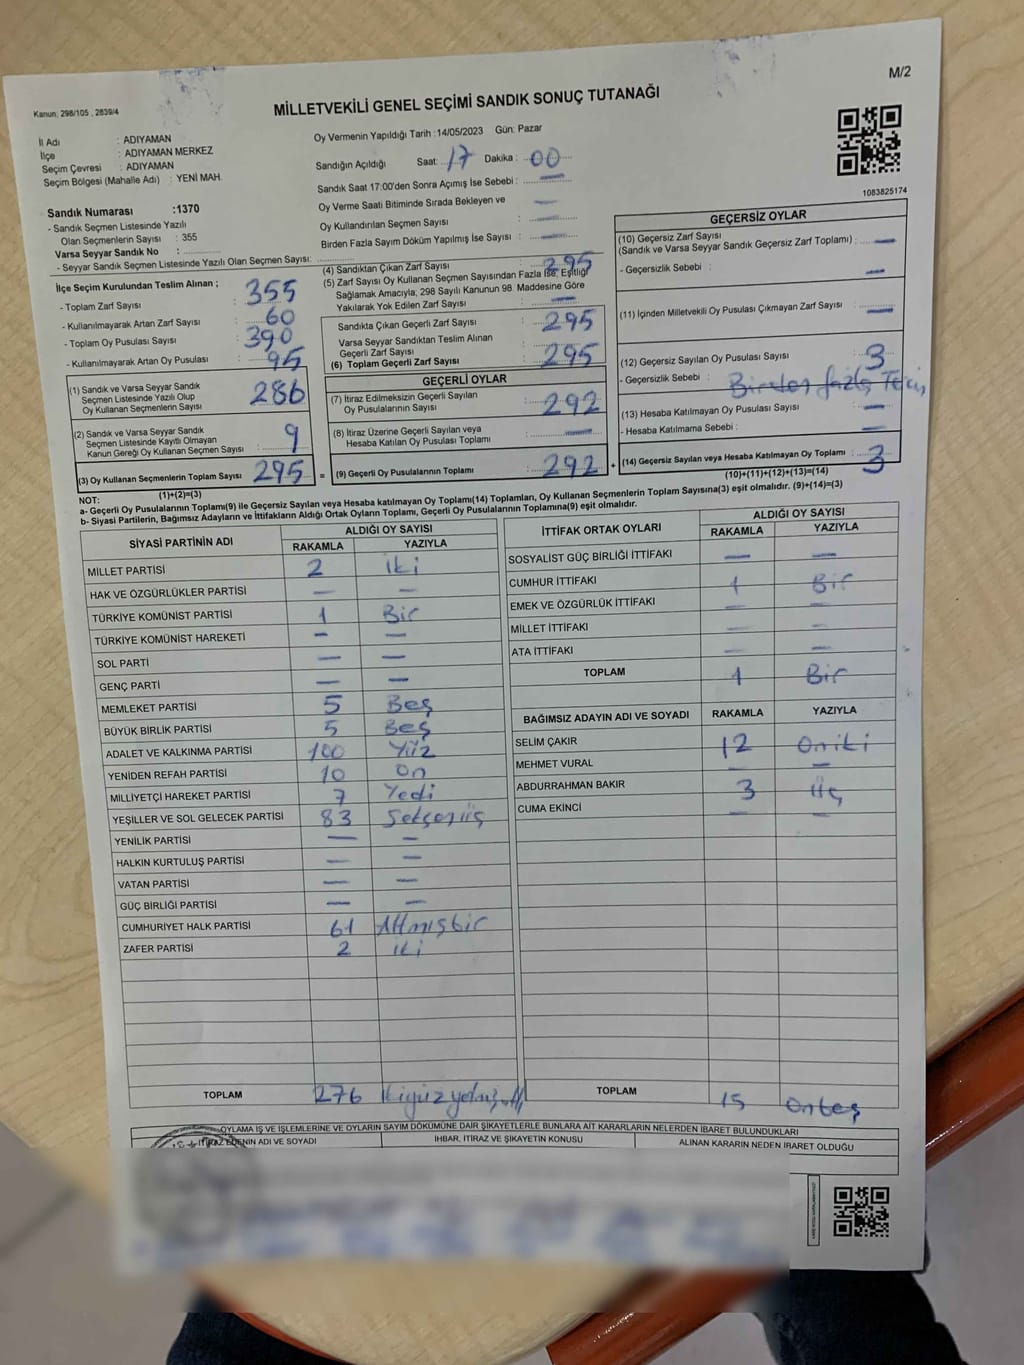 M/2
Kanun; 298/105 , 2839/4
MİLLETVEKİLİ GENEL SEÇİMİ SANDIK SONUÇ TUTANAĞI
İl Adı : ADIYAMAN
İlçe : ADIYAMAN MERKEZ
Seçim Çevresi : ADIYAMAN
Seçim Bölgesi (Mahalle Adı) : YENİ MAH.
Sandık Numarası :1370
- Sandık Seçmen Listesinde Yazılı
Olan Seçmenlerin Sayısı : 355
Varsa Seyyar Sandık No :
- Seyyar Sandık Seçmen Listesinde Yazılı Olan Seçmen Sayısı:
Oy Vermenin Yapıldığı Tarih :14/05/2023 Gün: Pazar
Sandığın Açıldığı Saat: 17 Dakika : 00
Sandık Saat 17:00'den Sonra Açımış İse Sebebi : —
Oy Verme Saati Bitiminde Sırada Bekleyen ve
Oy Kullandırılan Seçmen Sayısı : —
Birden Fazla Sayım Döküm Yapılmış İse Sayısı : —
1083825174
İlçe Seçim Kurulundan Teslim Alınan ;
- Toplam Zarf Sayısı : 355
- Kullanılmayarak Artan Zarf Sayısı : 60
- Toplam Oy Pusulası Sayısı : 390
- Kullanılmayarak Artan Oy Pusulası : 95
(1) Sandık ve Varsa Seyyar Sandık
Seçmen Listesinde Yazılı Olup
Oy Kullanan Seçmenlerin Sayısı : 286
(2) Sandık ve Varsa Seyyar Sandık
Seçmen Listesinde Kayıtlı Olmayan
Kanun Gereği Oy Kullanan Seçmen Sayısı : 9
(3) Oy Kullanan Seçmenlerin Toplam Sayısı 295 =
(1)+(2)=(3)
(4) Sandıktan Çıkan Zarf Sayısı : 295
(5) Zarf Sayısı Oy Kullanan Seçmen Sayısından Fazla İse, Eşitliği
Sağlamak Amacıyla; 298 Sayılı Kanunun 98. Maddesine Göre
Yakılarak Yok Edilen Zarf Sayısı : —
Sandıkta Çıkan Geçerli Zarf Sayısı : 295
Varsa Seyyar Sandıktan Teslim Alınan
Geçerli Zarf Sayısı
(6) Toplam Geçerli Zarf Sayısı : 295
GEÇERLİ OYLAR
(7) İtiraz Edilmeksizin Geçerli Sayılan
Oy Pusulalarının Sayısı : 292
(8) İtiraz Üzerine Geçerli Sayılan veya
Hesaba Katılan Oy Pusulası Toplamı : —
(9) Geçerli Oy Pusulalarının Toplamı : 292 +
GEÇERSİZ OYLAR
(10) Geçersiz Zarf Sayısı
(Sandık ve Varsa Seyyar Sandık Geçersiz Zarf Toplamı) : —
- Geçersizlik Sebebi : —
(11) İçinden Milletvekili Oy Pusulası Çıkmayan Zarf Sayısı : —
(12) Geçersiz Sayılan Oy Pusulası Sayısı : 3
- Geçersizlik Sebebi : Birden fazla
(13) Hesaba Katılmayan Oy Pusulası Sayısı : —
- Hesaba Katılmama Sebebi : —
(14) Geçersiz Sayılan veya Hesaba Katılmayan Oy Toplamı : 3
(10)+(11)+(12)+(13)=(14)
NOT:
a- Geçerli Oy Pusulalarının Toplamı(9) ile Geçersiz Sayılan veya Hesaba katılmayan Oy Toplamı(14) Toplamları, Oy Kullanan Seçmenlerin Toplam Sayısına(3) eşit olmalıdır. (9)+(14)=(3)
b- Siyasi Partilerin, Bağımsız Adayların ve İttifakların Aldığı Ortak Oyların Toplamı, Geçerli Oy Pusulalarının Toplamına(9) eşit olmalıdır.
SİYASİ PARTİNİN ADI ALDIĞI OY SAYISI
RAKAMLA YAZIYLA
MİLLET PARTİSİ 2 iki
HAK VE ÖZGÜRLÜKLER PARTİSİ — —
TÜRKİYE KOMÜNİST PARTİSİ 1 Bir
TÜRKİYE KOMÜNİST HAREKETİ — —
SOL PARTİ — —
GENÇ PARTİ — —
MEMLEKET PARTİSİ 5 Beş
BÜYÜK BİRLİK PARTİSİ 5 Beş
ADALET VE KALKINMA PARTİSİ 100 Yüz
YENİDEN REFAH PARTİSİ 10 On
MİLLİYETÇİ HAREKET PARTİSİ 7 Yedi
YEŞİLLER VE SOL GELECEK PARTİSİ 83 Seksenüç
YENİLİK PARTİSİ — —
HALKIN KURTULUŞ PARTİSİ — —
VATAN PARTİSİ — —
GÜÇ BİRLİĞİ PARTİSİ — —
CUMHURİYET HALK PARTİSİ 61 Altmışbir
ZAFER PARTİSİ 2 iki
TOPLAM 276
İTTİFAK ORTAK OYLARI ALDIĞI OY SAYISI
RAKAMLA YAZIYLA
SOSYALİST GÜÇ BİRLİĞİ İTTİFAKI — —
CUMHUR İTTİFAKI 1 Bir
EMEK VE ÖZGÜRLÜK İTTİFAKI — —
MİLLET İTTİFAKI — —
ATA İTTİFAKI — —
TOPLAM 1 Bir
BAĞIMSIZ ADAYIN ADI VE SOYADI RAKAMLA YAZIYLA
SELİM ÇAKIR 12 Oniki
MEHMET VURAL —
ABDURRAHMAN BAKIR 3 üç
CUMA EKİNCİ — —
TOPLAM 15 Onbeş
OYLAMA İŞ VE İŞLEMLERİNE VE OYLARIN SAYIM DÖKÜMÜNE DAİR ŞİKAYETLERLE BUNLARA AİT KARARLARIN NELERDEN İBARET BULUNDUKLARI
İTİRAZ EDENİN ADI VE SOYADI İHBAR, İTİRAZ VE ŞİKAYETİN KONUSU ALINAN KARARIN NEDEN İBARET OLDUĞU